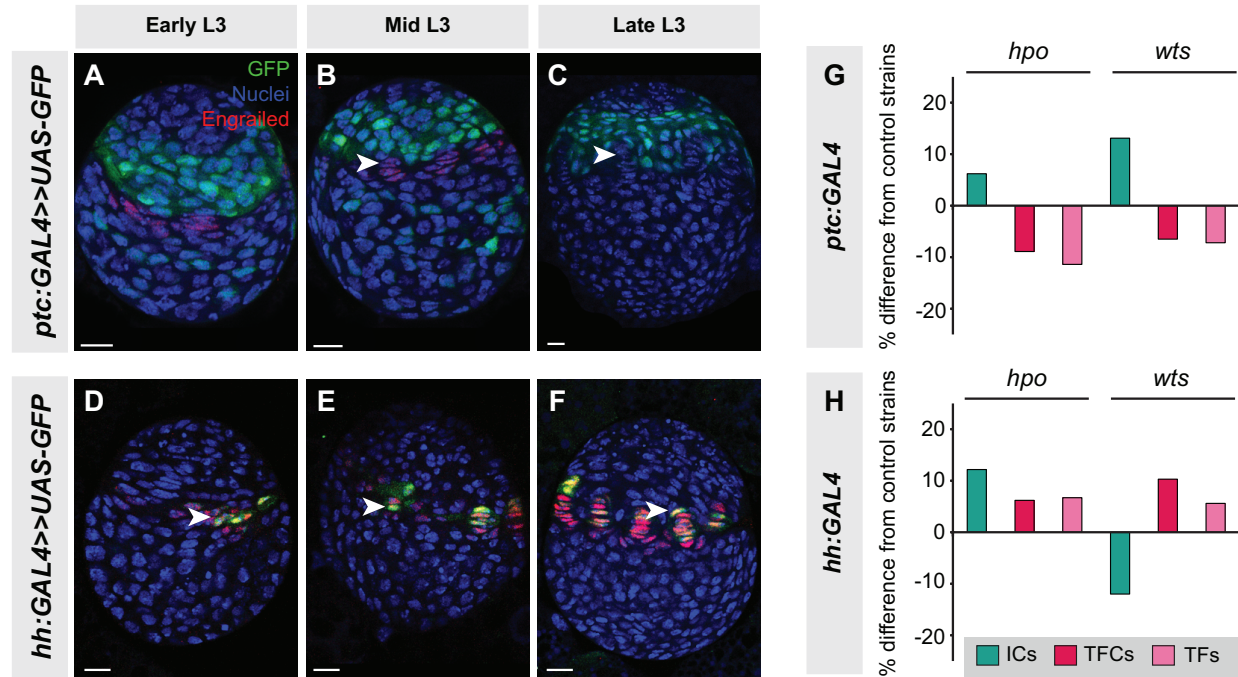 Early L3
Mid L3
Late L3
ptc:GAL4>>UAS-GFP
A
GFP
Nuclei
Engrailed
B
C
hh:GAL4>>UAS-GFP
D
E
F
G
ptc:GAL4
% difference from control strains
hpo
wts
20
10
0
-10
-20
H
hh:GAL4
% difference from control strains
hpo
wts
20
10
0
-10
-20
ICs
TFCs
TFs